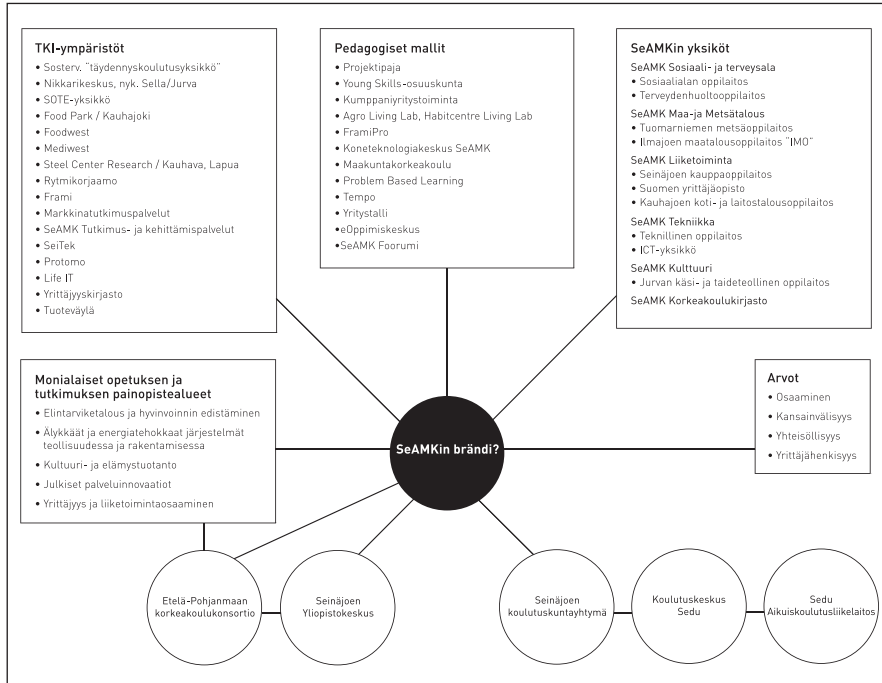 TKI-ympäristöt
• Sosterv. "täydennyskoulutusyksikkö"
• Nikkarikeskus, nyk. Sella/Jurva
• SOTE-yksikkö
• Food Park / Kauhajoki
• Foodwest
• Mediwest
• Steel Center Research / Kauhava, Lapua
• Rytmikorjaamo
• Frami
• Markkinatutkimuspalvelut
• SeAMK Tutkimus- ja kehittämispalvelut
• SeiTek
• Protomo
• Life IT
• Yrittäjyyskirjasto
• Tuoteväylä
Pedagogiset mallit
• Projektipaja
• Young Skills-osuuskunta
• Kumppaniyritystoiminta
• Agro Living Lab, Habitcentre Living Lab
• FramiPro
• Koneteknologiakeskus SeAMK
• Maakuntakorkeakoulu
• Problem Based Learning
• Tempo
• Yritystalli
•eOppimiskeskus
•SeAMK Foorumi
SeAMKin yksiköt
SeAMK Sosiaali- ja terveysala
• Sosiaalialan oppilaitos
• Terveydenhuoltooppilaitos
SeAMK Maa-ja Metsätalous
• Tuomarniemen metsäoppilaitos
• Ilmajoen maatalousoppilaitos "IMO"
SeAMK Liiketoiminta
• Seinäjoen kauppaoppilaitos
• Suomen yrittäjäopisto
• Kauhajoen koti- ja laitostalousoppilaitos
SeAMK Tekniikka
• Teknillinen oppilaitos
• ICT-yksikkö
SeAMK Kulttuuri
• Jurvan käsi- ja taideteollinen oppilaitos
SeAMK Korkeakoulukirjasto
Monialaiset opetuksen ja
tutkimuksen painopistealueet
• Elintarviketalous ja hyvinvoinnin edistäminen
• Älykkäät ja energiatehokkaat järjestelmät
teollisuudessa ja rakentamisessa
• Kultuuri- ja elämystuotanto
• Julkiset palveluinnovaatiot
• Yrittäjyys ja liiketoimintaosaaminen
SeAMKin brändi?
Arvot
• Osaaminen
• Kansainvälisyys
• Yhteisöllisyys
• Yrittäjähenkisyys
Etelä-Pohjanmaan
korkeakoulukonsortio
Seinäjoen
Yliopistokeskus
Seinäjoen
koulutuskuntayhtymä
Koulutuskeskus
Sedu
Sedu
Aikuiskoulutusliikelaitos